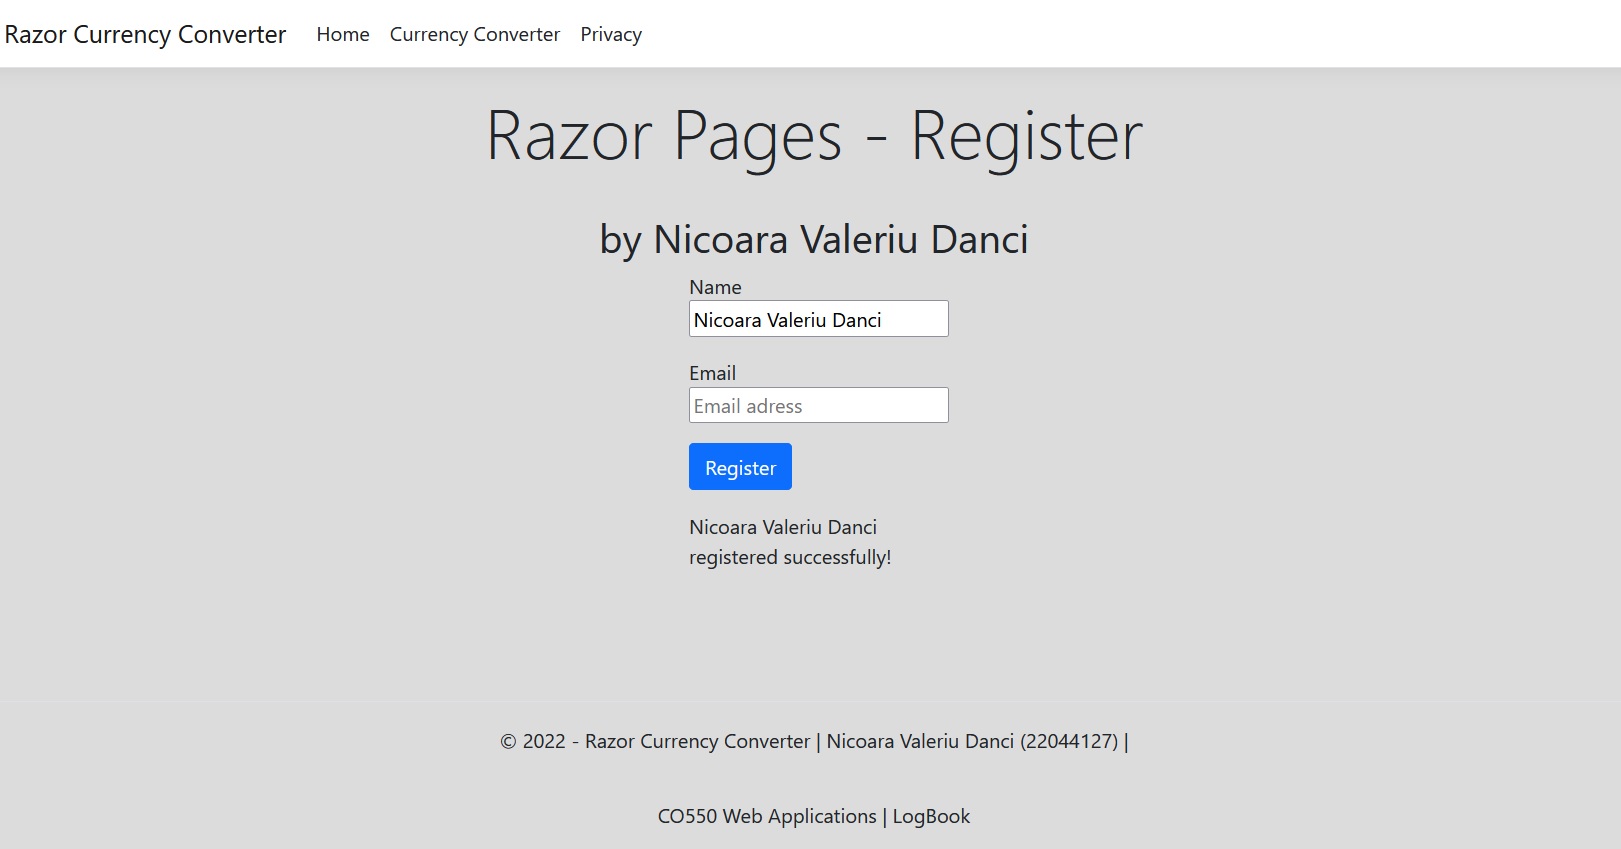 Razor Currency Converter Home Currency Converter Privacy
Razor Pages - Register
by Nicoara Valeriu Danci
Name
Nicoara Valeriu Danci
Email
Email adress
Register
Nicoara Valeriu Danci
registered successfully!
© 2022 - Razor Currency Converter | Nicoara Valeriu Danci (22044127) |
CO550 Web Applications | LogBook